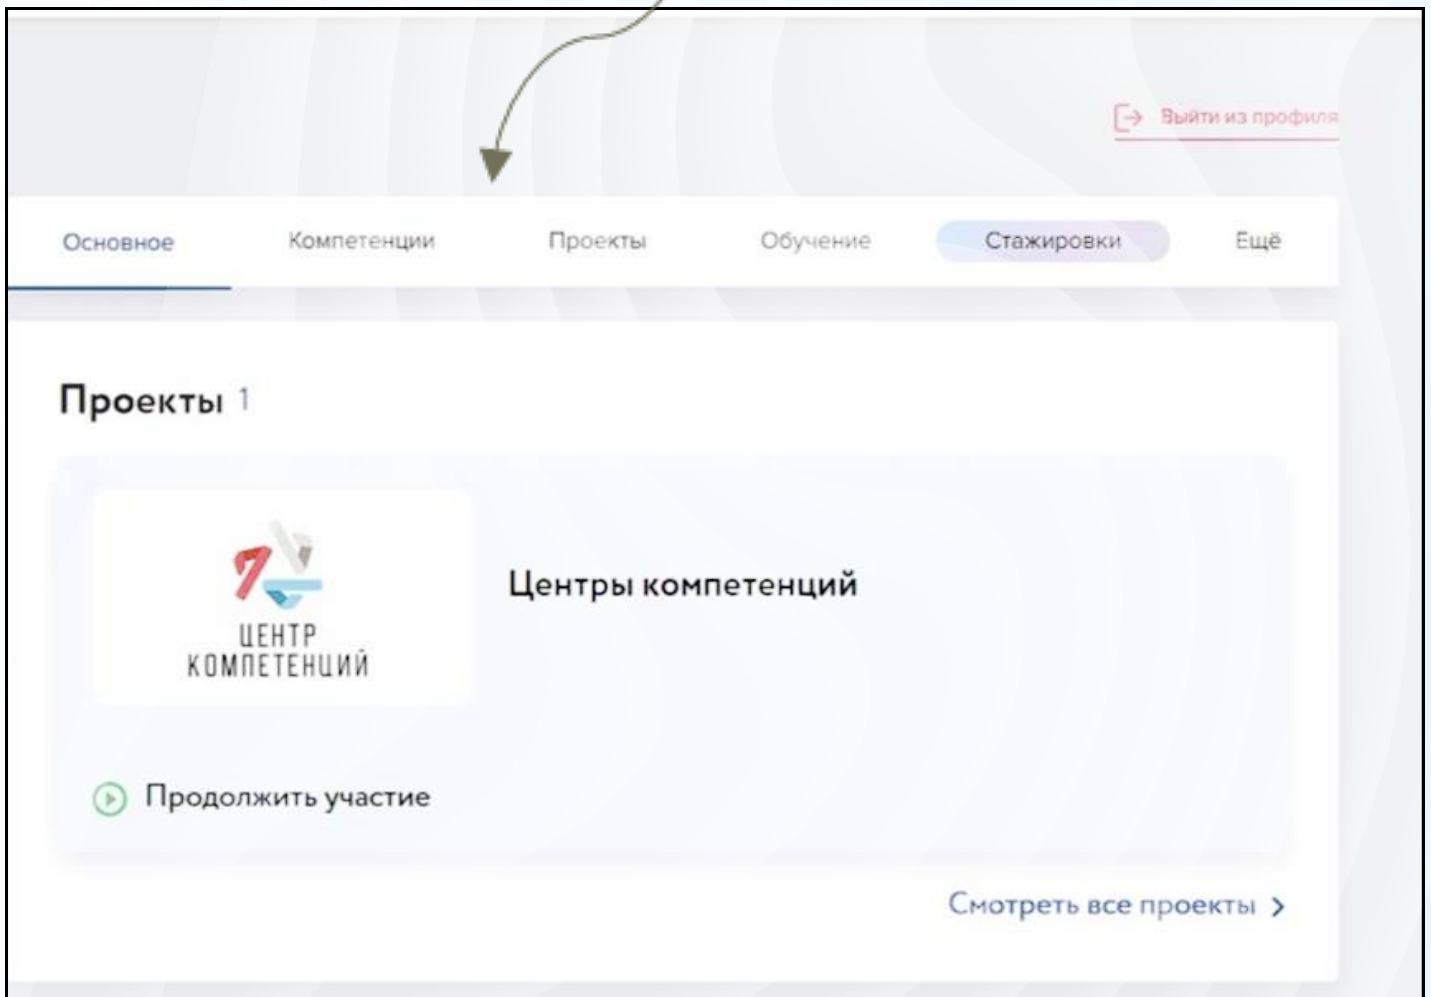 Выйти из профиля
Основное Компетенции Проекты Обучение Стажировки Ещё
Проекты 1
ЦЕНТР
КОМПЕТЕНЦИЙ
Центры компетенций
Продолжить участие
Смотреть все проекты